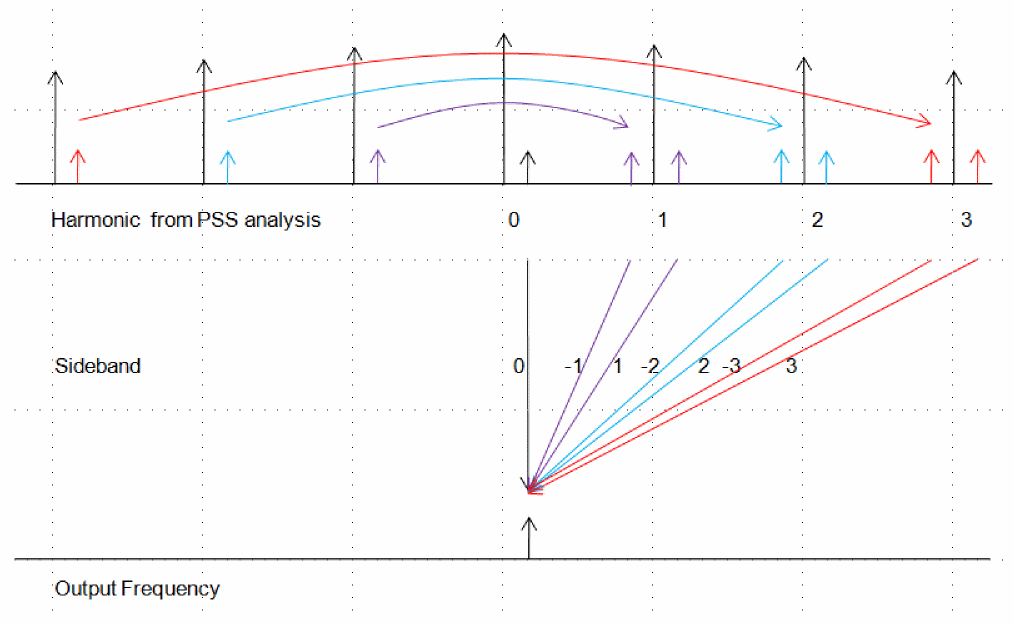 Harmonic from PSS analysis 0 1 2 3
Sideband 0 -1 1 -2 2 -3 3
Output Frequency